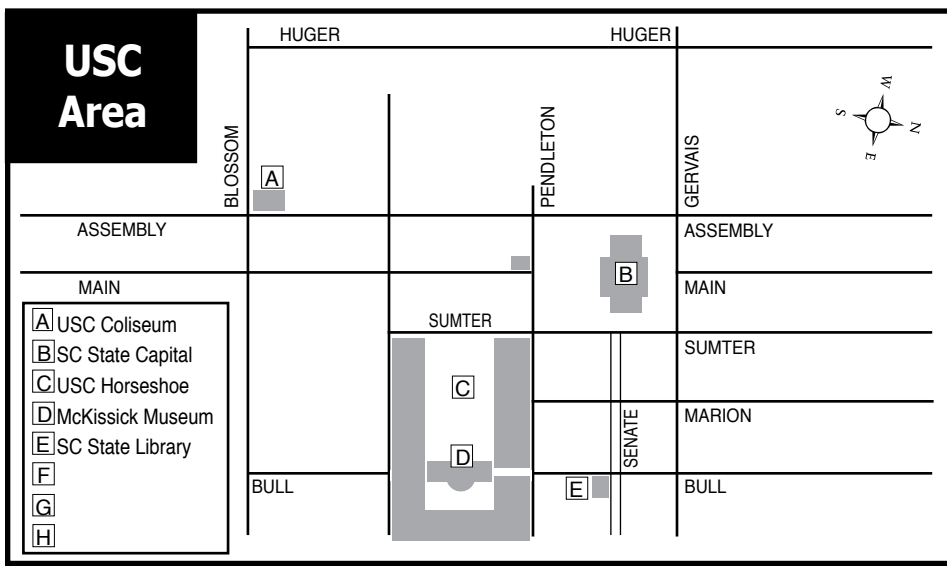 USC
Area
HUGER
HUGER
W
S
N
E
BLOSSOM
PENDLETON
GERVAIS
A
ASSEMBLY
ASSEMBLY
B
MAIN
MAIN
SUMTER
SUMTER
C
MARION
SENATE
D
BULL
BULL
E
A USC Coliseum
B SC State Capital
C USC Horseshoe
D McKissick Museum
E SC State Library
F
G
H